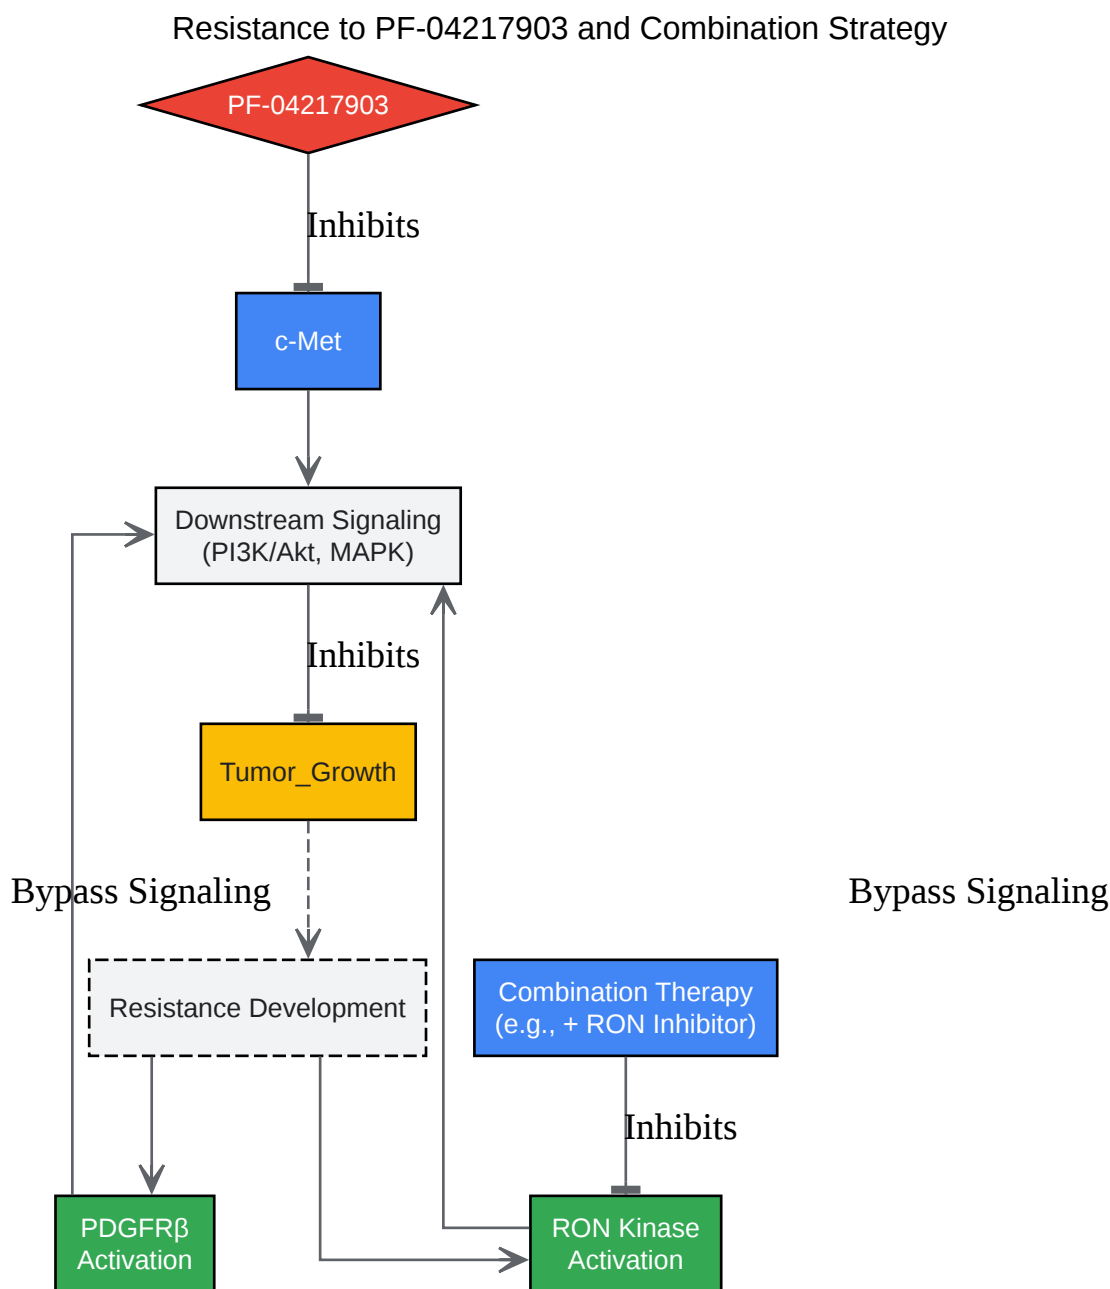 Resistance to PF-04217903 and Combination Strategy
PF-04217903
Inhibits
c-Met
Downstream Signaling
(PI3K/Akt, MAPK)
Inhibits
Tumor_Growth
Bypass Signaling
Bypass Signaling
Resistance Development
Combination Therapy
(e.g., + RON Inhibitor)
Inhibits
PDGFRβ
Activation
RON Kinase
Activation